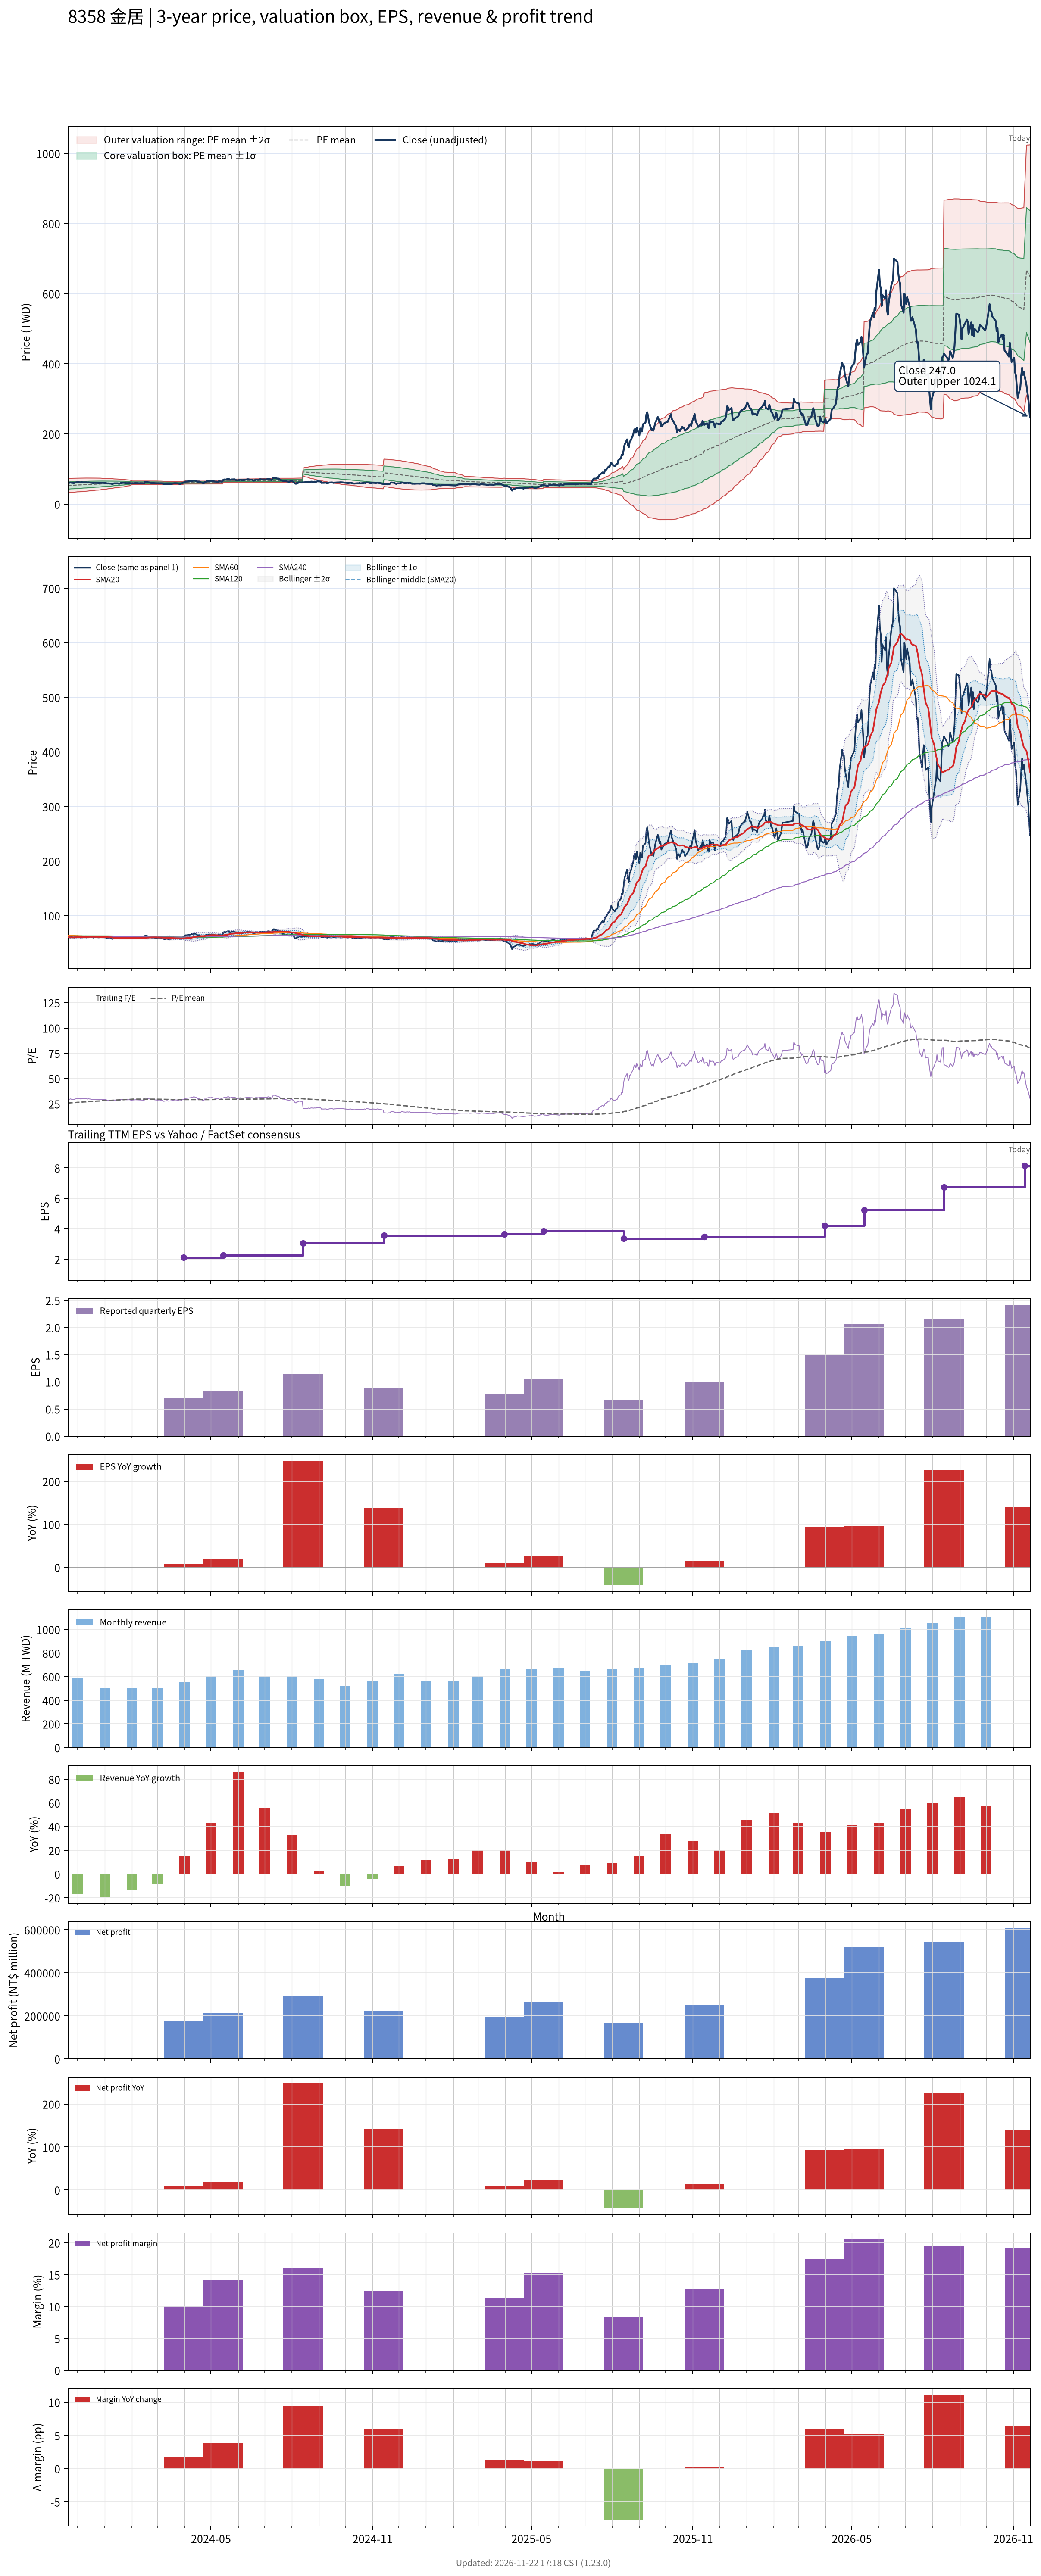 8358 金居 | 3-year price, valuation box, EPS, revenue & profit trend
Outer valuation range: PE mean ±2σ
PE mean
Close (unadjusted)
Core valuation box: PE mean ±1σ
Today
Price (TWD)
1000
800
600
400
200
0
Close 247.0
Outer upper 1024.1
Close (same as panel 1)
SMA60
SMA240
Bollinger ±1σ
SMA20
SMA120
Bollinger ±2σ
Bollinger middle (SMA20)
Price
700
600
500
400
300
200
100
Trailing P/E
P/E mean
P/E
125
100
75
50
25
Trailing TTM EPS vs Yahoo / FactSet consensus
Today
EPS
8
6
4
2
Reported quarterly EPS
EPS
2.5
2.0
1.5
1.0
0.5
0.0
EPS YoY growth
YoY (%)
200
100
0
Monthly revenue
Revenue (M TWD)
1000
800
600
400
200
0
Revenue YoY growth
YoY (%)
80
60
40
20
0
-20
Month
Net profit
Net profit (NT$ million)
600000
400000
200000
0
Net profit YoY
YoY (%)
200
100
0
Net profit margin
Margin (%)
20
15
10
5
0
Margin YoY change
Δ margin (pp)
10
5
0
-5
2024-05
2024-11
2025-05
2025-11
2026-05
2026-11
Updated: 2026-11-22 17:18 CST (1.23.0)